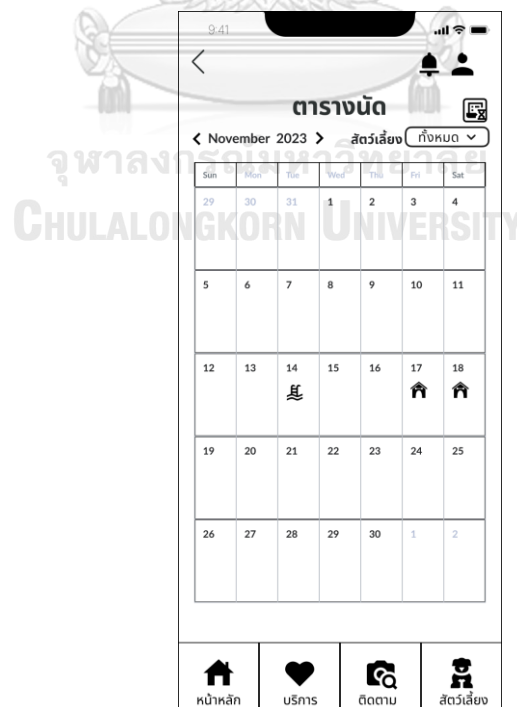 9:41
ตารางนัด
November 2023 สัตว์เลี้ยง ทั้งหมด
จุฬาลงกรณ์มหาวิทยาลัย
Sun Mon Tue Wed Thu Fri Sat
CHULALONGKORN UNIVERSITY
29 30 31 1 2 3 4
5 6 7 8 9 10 11
12 13 14 15 16 17 18
19 20 21 22 23 24 25
26 27 28 29 30 1 2
หน้าหลัก บริการ ติดตาม สัตว์เลี้ยง